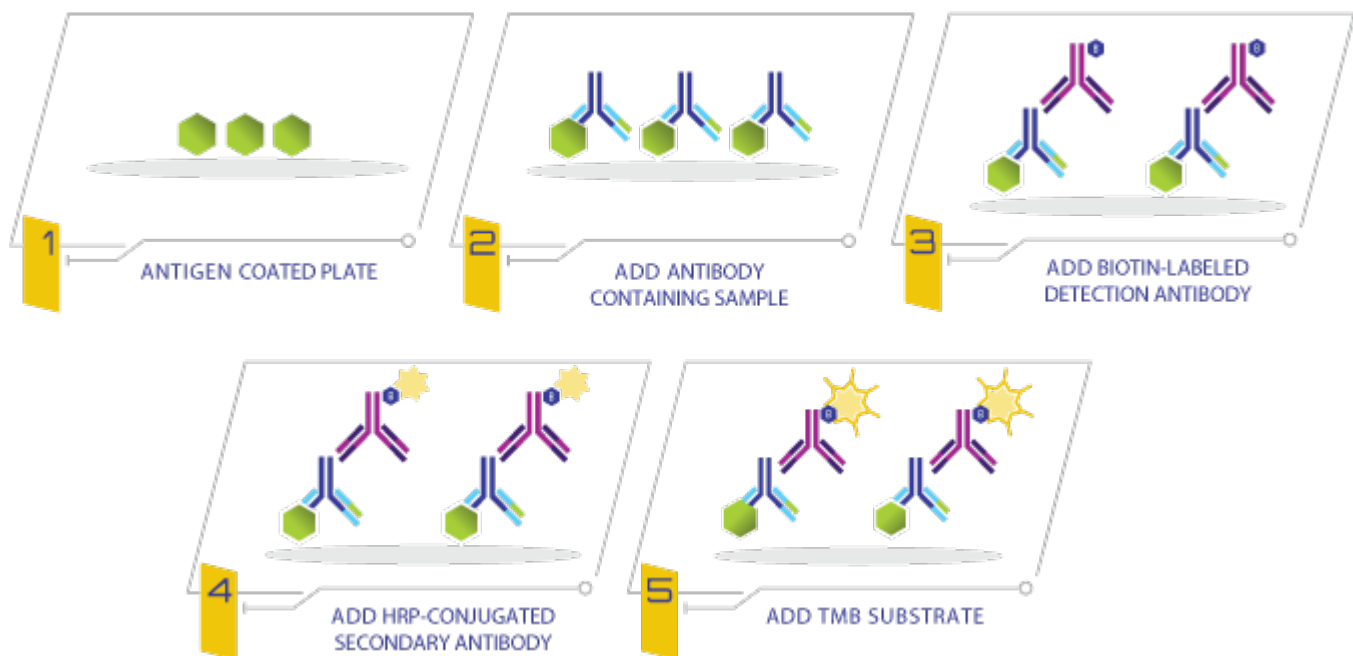 1
ANTIGEN COATED PLATE
2
ADD ANTIBODY
CONTAINING SAMPLE
B
B
3
ADD BIOTIN-LABELED
DETECTION ANTIBODY
B
B
4
ADD HRP-CONJUGATED
SECONDARY ANTIBODY
B
B
5
ADD TMB SUBSTRATE